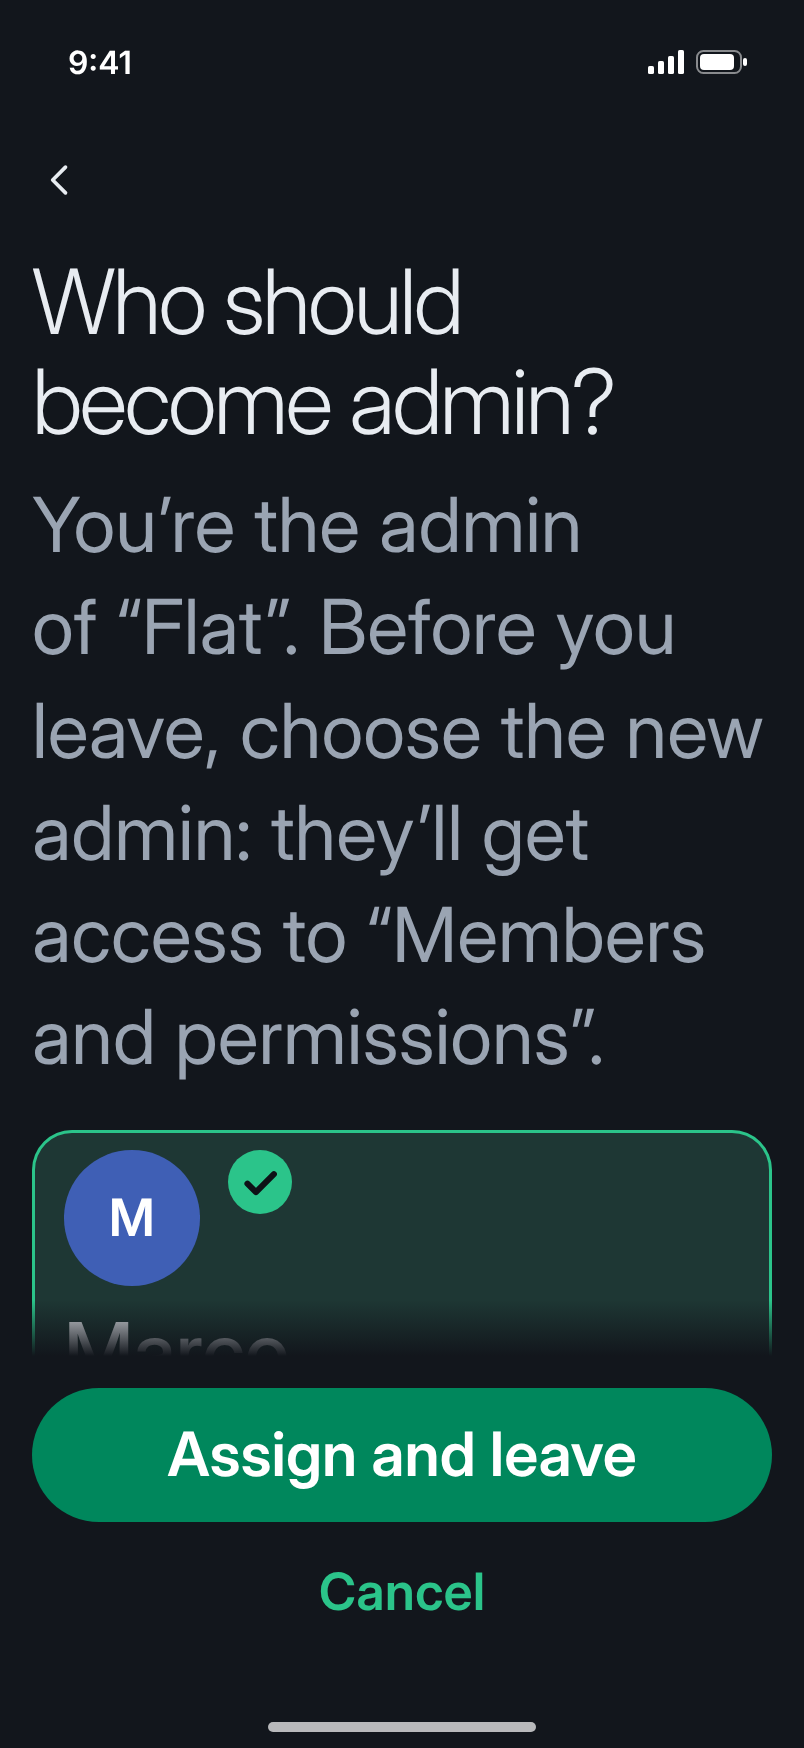 9:41
Who should
become admin?
You’re the admin
of “Flat”. Before you
leave, choose the new
admin: they’ll get
access to “Members
and permissions”.
M
Marco
Assign and leave
Cancel